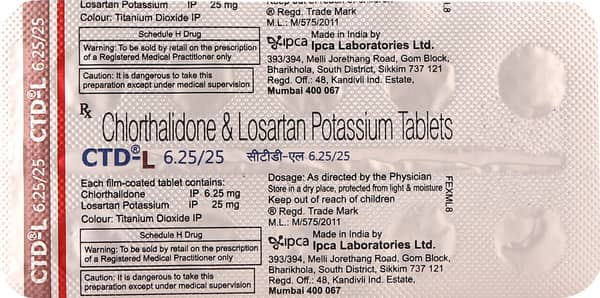 Losartan Potassium IP 25 mg
Colour: Titanium Dioxide IP
Schedule H Drug
Warning: To be sold by retail on the prescription
of a Registered Medical Practitioner only
Caution: It is dangerous to take this
preparation except under medical supervision
® Regd. Trade Mark
M.L.: M/575/2011
Made in India by
ipca Ipca Laboratories Ltd.
393/394, Melli Jorethang Road, Gom Block,
Bharikhola, South District, Sikkim 737 121
Regd. Off.: 48, Kandivli Ind. Estate,
Mumbai 400 067
ML8
CTD®-L 6.25/25
Rx Chlorthalidone & Losartan Potassium Tablets
CTD®-L 6.25/25 सीटीडी-एल 6.25/25
Each film-coated tablet contains:
Chlorthalidone IP 6.25 mg
Losartan Potassium IP 25 mg
Colour: Titanium Dioxide IP
Schedule H Drug
Warning: To be sold by retail on the prescription
of a Registered Medical Practitioner only
Caution: It is dangerous to take this
preparation except under medical supervision
Dosage: As directed by the Physician
Store in a dry place, protected from light & moisture
Keep out of reach of children
® Regd. Trade Mark
M.L.: M/575/2011
Made in India by
ipca Ipca Laboratories Ltd.
393/394, Melli Jorethang Road, Gom Block,
Bharikhola, South District, Sikkim 737 121
Regd. Off.: 48, Kandivli Ind. Estate,
Mumbai 400 067
FEXML8
CTD®-L 6.25/25